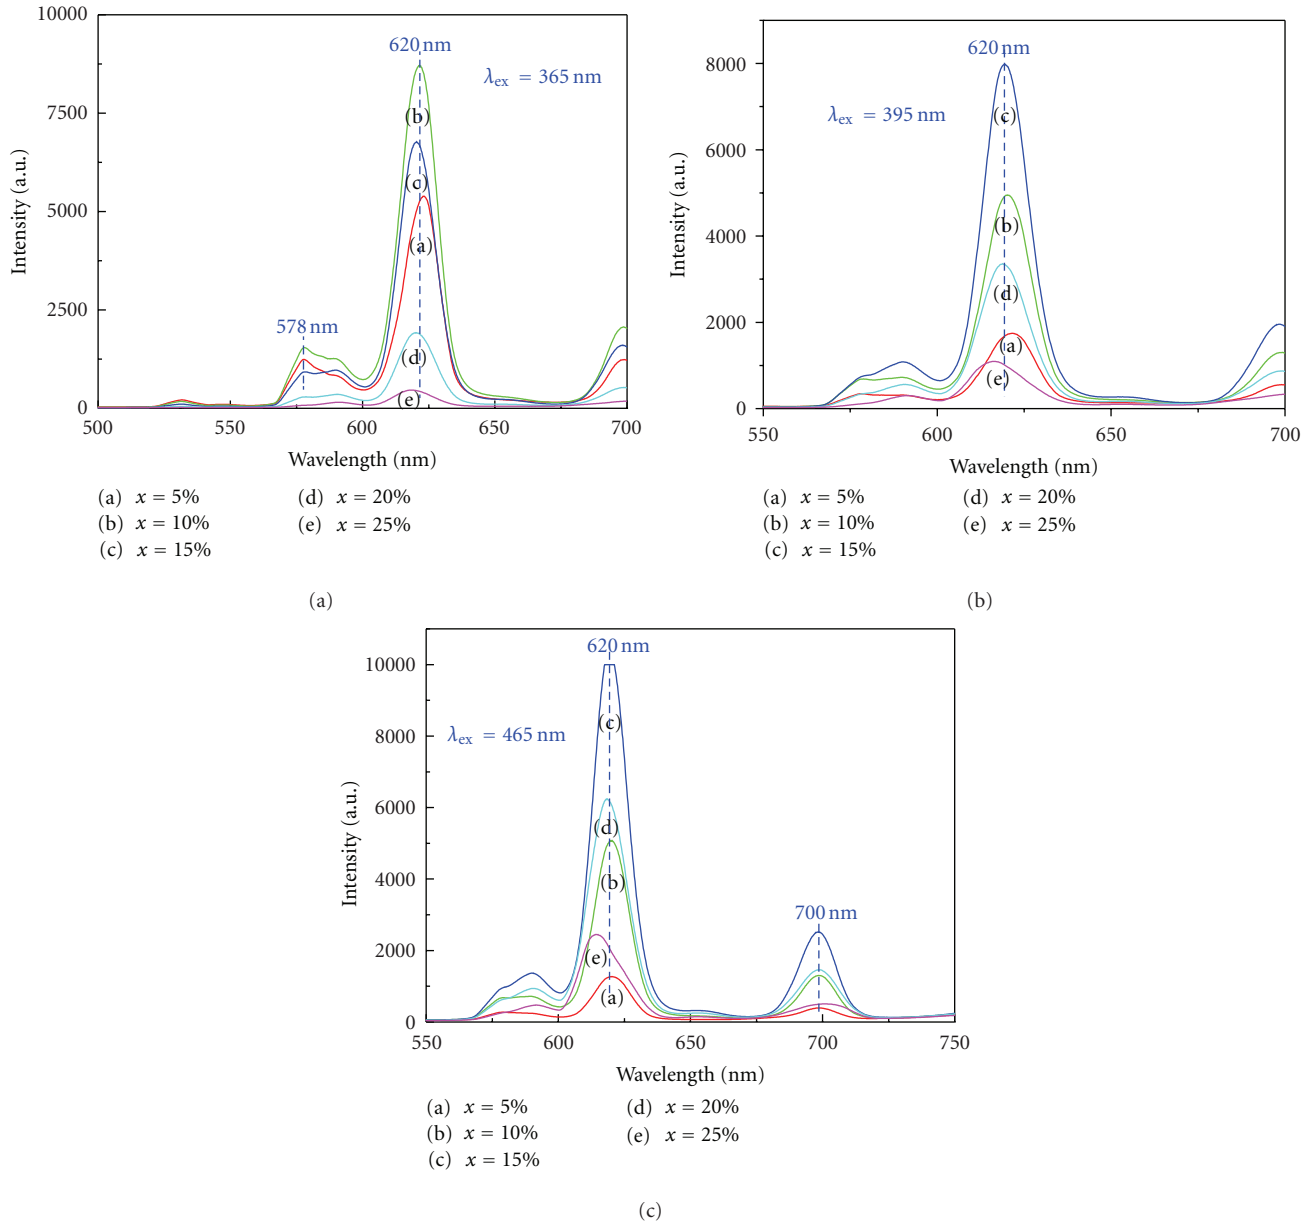 10000
7500
5000
2500
0
Intensity (a.u.)
620 nm
λex = 365 nm
(b)
(c)
(a)
578 nm
(d)
(e)
500 550 600 650 700
Wavelength (nm)
(a) x = 5% (d) x = 20%
(b) x = 10% (e) x = 25%
(c) x = 15%
(a)
8000
6000
4000
2000
0
Intensity (a.u.)
620 nm
λex = 395 nm
(c)
(b)
(d)
(a)
(e)
550 600 650 700
Wavelength (nm)
(a) x = 5% (d) x = 20%
(b) x = 10% (e) x = 25%
(c) x = 15%
(b)
10000
8000
6000
4000
2000
0
Intensity (a.u.)
620 nm
λex = 465 nm
(c)
(d)
(b)
700 nm
(e)
(a)
550 600 650 700 750
Wavelength (nm)
(a) x = 5% (d) x = 20%
(b) x = 10% (e) x = 25%
(c) x = 15%
(c)